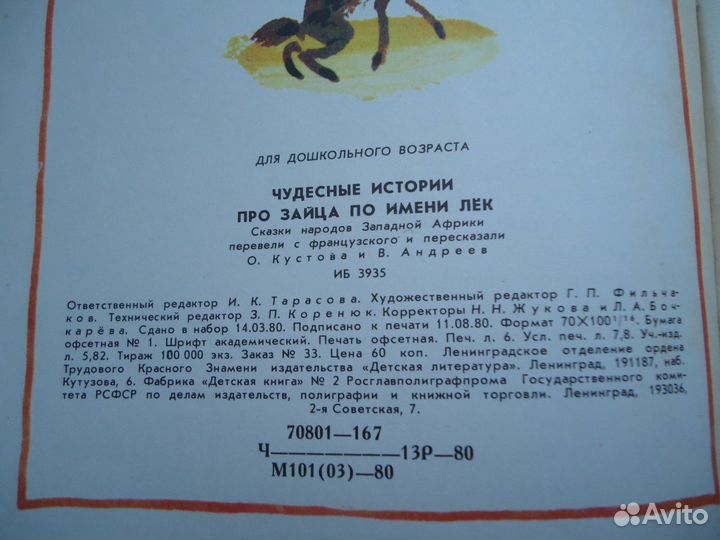 ДЛЯ ДОШКОЛЬНОГО ВОЗРАСТА
ЧУДЕСНЫЕ ИСТОРИИ
ПРО ЗАЙЦА ПО ИМЕНИ ЛЁК
Сказки народов Западной Африки
перевели с французского и пересказали
О. Кустова и В. Андреев
ИБ 3935
Ответственный редактор И. К. Тарасова. Художественный редактор Г. П. Фильча-
ков. Технический редактор З. П. Коренюк. Корректоры Н. Н. Жукова и Л. А. Боч-
карёва. Сдано в набор 14.03.80. Подписано к печати 11.08.80. Формат 70×100¹/₁₆. Бумага
офсетная № 1. Шрифт академический. Печать офсетная. Печ. л. 6. Усл. печ. л. 7,8. Уч.-изд.
л. 5,82. Тираж 100 000 экз. Заказ № 33. Цена 60 коп. Ленинградское отделение ордена
Трудового Красного Знамени издательства «Детская литература». Ленинград, 191187, наб.
Кутузова, 6. Фабрика «Детская книга» № 2 Росглавполиграфпрома Государственного коми-
тета РСФСР по делам издательств, полиграфии и книжной торговли. Ленинград, 193036,
2-я Советская, 7.
70801—167
Ч——————13Р—80
М101(03)—80
Avito